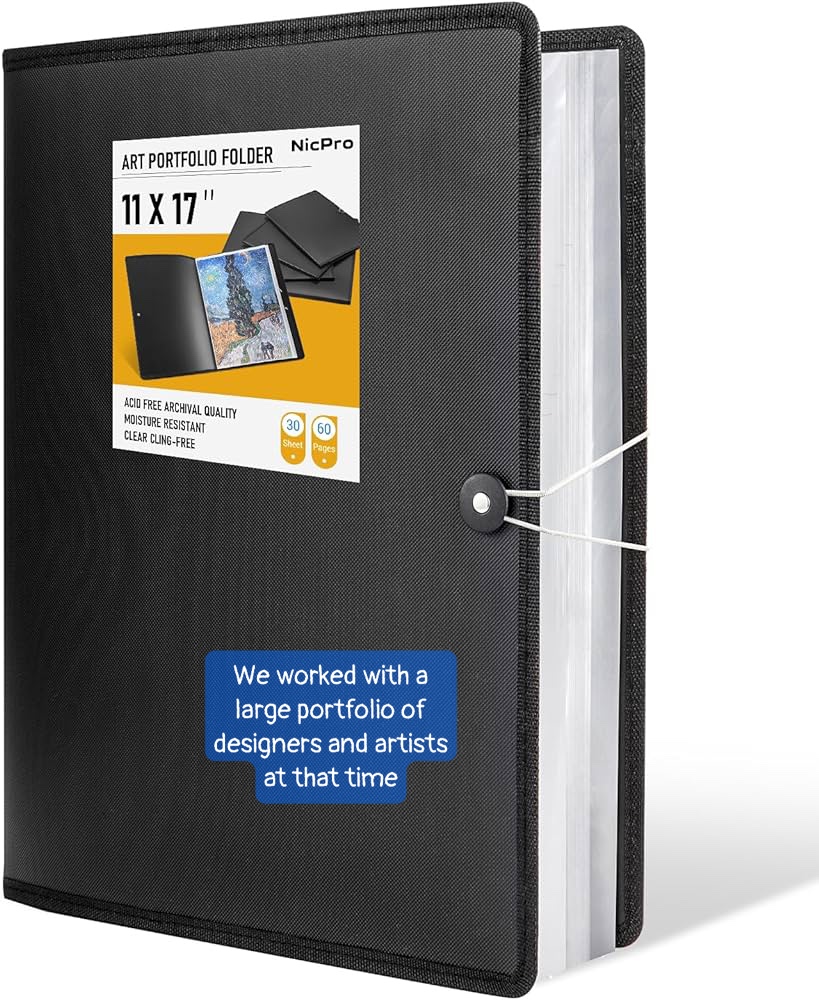 NicPro
ART PORTFOLIO FOLDER
11 X 17"
ACID FREE ARCHIVAL QUALITY
MOISTURE RESISTANT
CLEAR CLING-FREE
30
Sheet
60
Pages
We worked with a
large portfolio of
designers and artists
at that time